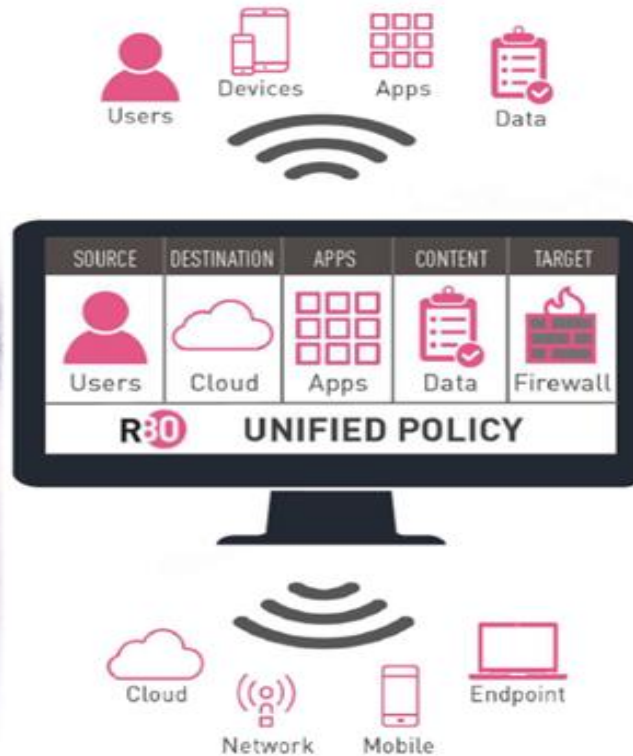 Users
Devices
Apps
Data
SOURCE DESTINATION APPS CONTENT TARGET
Users Cloud Apps Data Firewall
R80 UNIFIED POLICY
Cloud
Network
Mobile
Endpoint